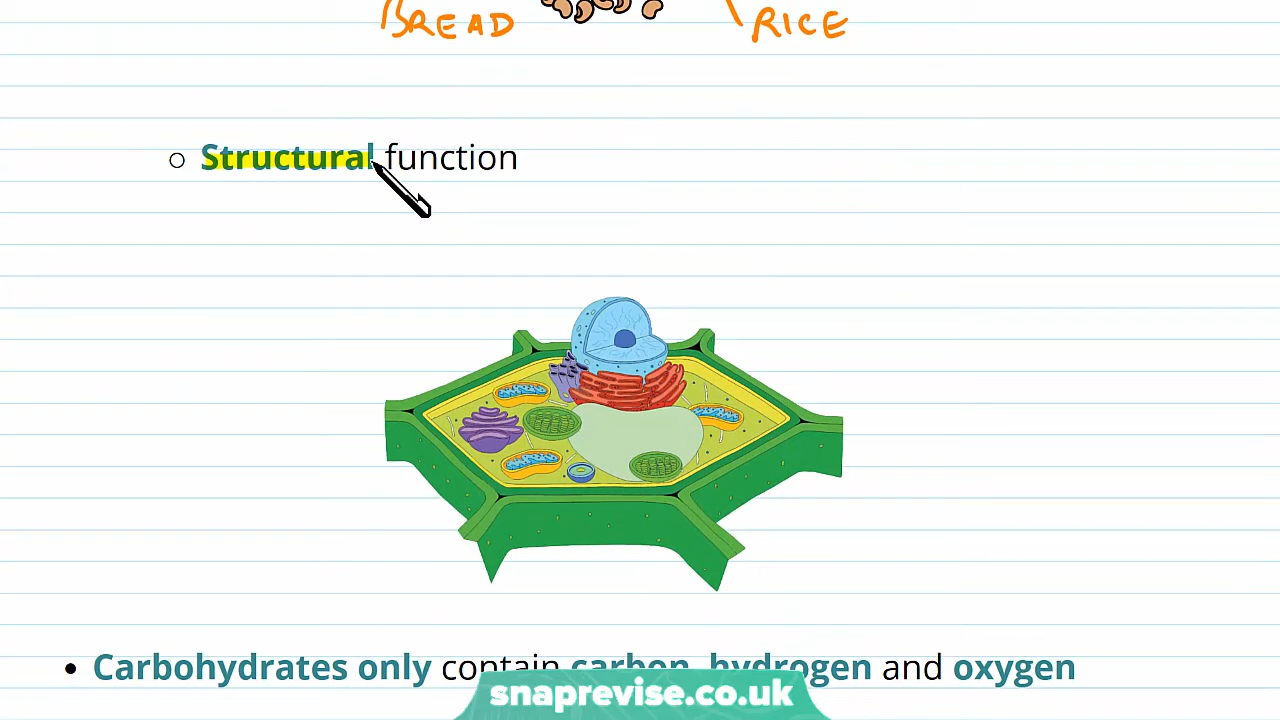 BREAD RICE
Structural function
Carbohydrates only contain carbon, hydrogen and oxygen
snaprevise.co.uk